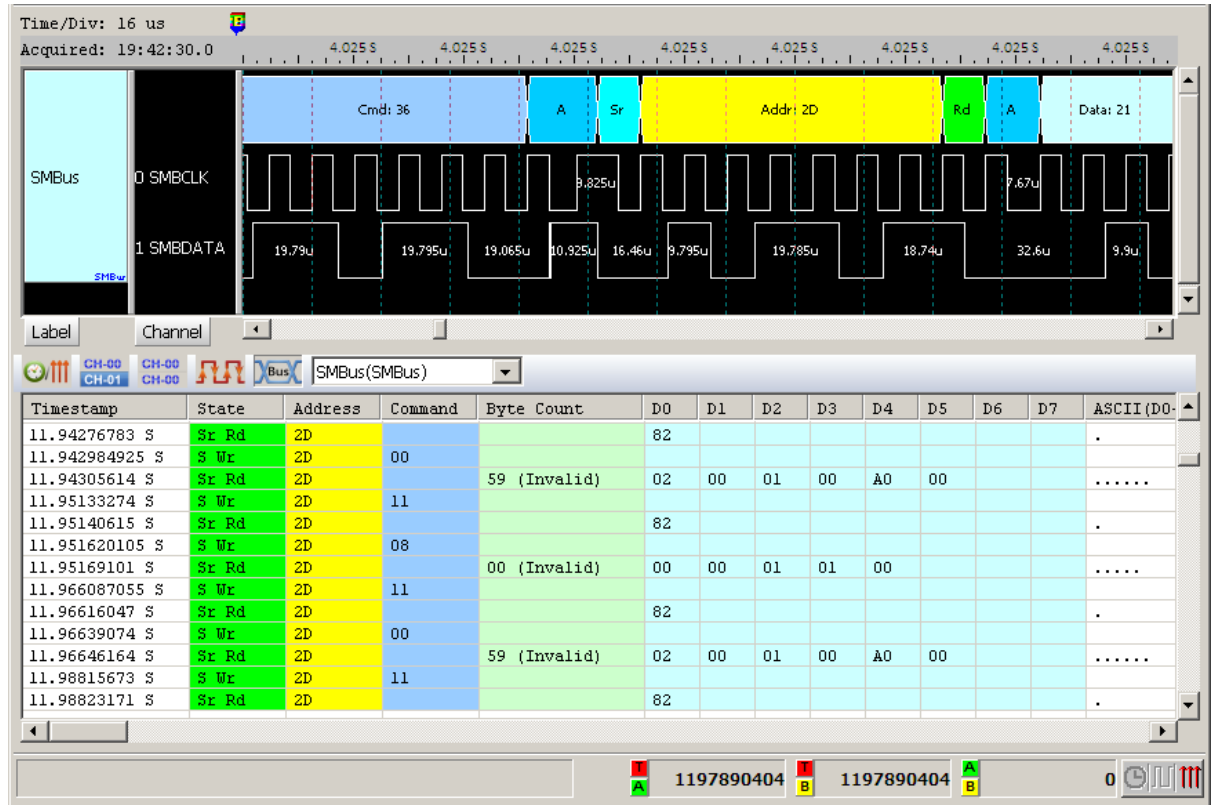 Time/Div: 16 us
Acquired: 19:42:30.0 4.025 S 4.025 S 4.025 S 4.025 S 4.025 S 4.025 S 4.025 S 4.025 S
Cmd: 36 A Sr Addr: 2D Rd A Data: 21
SMBus 0 SMBCLK 9.825u 7.67u
1 SMBDATA 19.79u 19.795u 19.065u 10.925u 16.46u 9.795u 19.785u 18.74u 32.6u 9.9u
SMBus
Label Channel
CH-00 CH-00
CH-01 CH-00 Bus SMBus(SMBus)
Timestamp State Address Command Byte Count D0 D1 D2 D3 D4 D5 D6 D7 ASCII(D0-
11.94276783 S Sr Rd 2D 82 .
11.942984925 S S Wr 2D 00
11.94305614 S Sr Rd 2D 59 (Invalid) 02 00 01 00 A0 00 ......
11.95133274 S S Wr 2D 11
11.95140615 S Sr Rd 2D 82 .
11.951620105 S S Wr 2D 08
11.95169101 S Sr Rd 2D 00 (Invalid) 00 00 01 01 00 .....
11.966087055 S S Wr 2D 11
11.96616047 S Sr Rd 2D 82 .
11.96639074 S S Wr 2D 00
11.96646164 S Sr Rd 2D 59 (Invalid) 02 00 01 00 A0 00 ......
11.98815673 S S Wr 2D 11
11.98823171 S Sr Rd 2D 82 .
T A 1197890404 T B 1197890404 A B 0